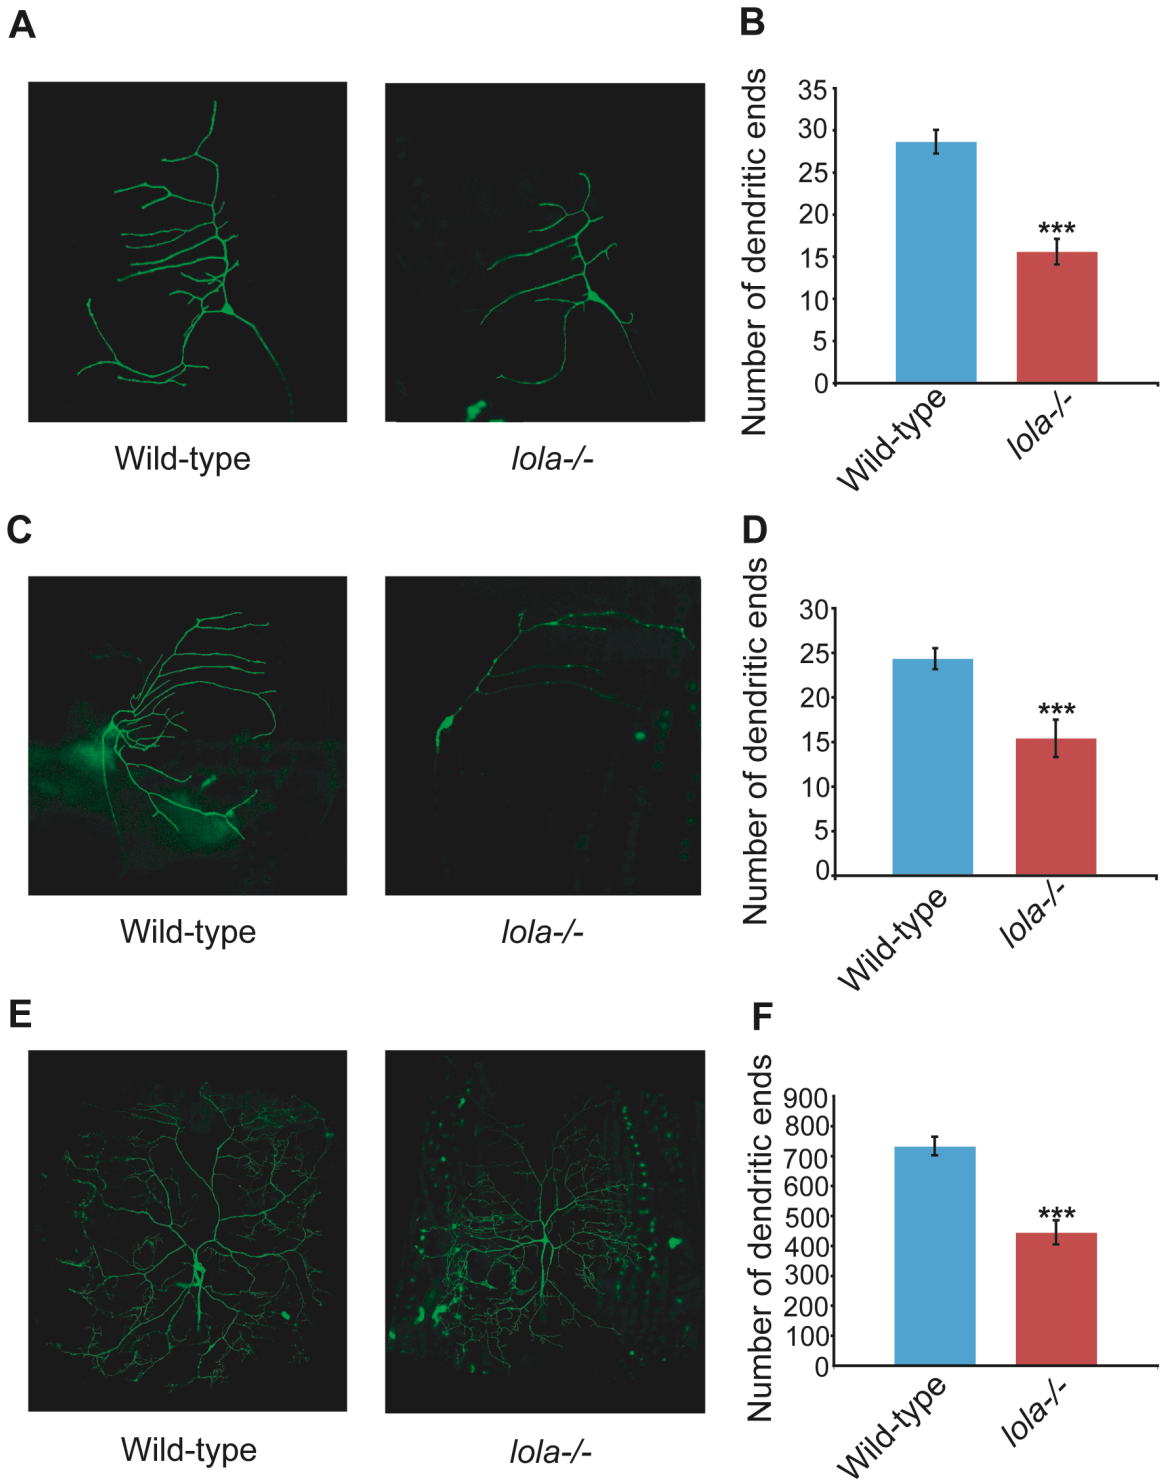 A
Wild-type
lola-/-
B
Number of dendritic ends
35
30
25
20
15
10
5
0
***
Wild-type
lola-/-
C
Wild-type
lola-/-
D
Number of dendritic ends
30
25
20
15
10
5
0
***
Wild-type
lola-/-
E
Wild-type
lola-/-
F
Number of dendritic ends
900
800
700
600
500
400
300
200
100
0
***
Wild-type
lola-/-